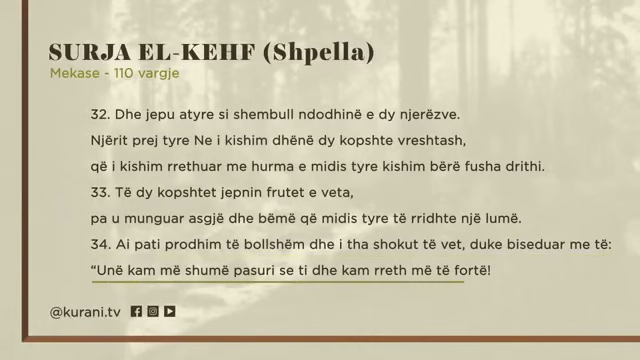 SURJA EL-KEHF (Shpella)
Mekase - 110 vargje
32. Dhe jepu atyre si shembull ndodhinë e dy njerëzve.
Njërit prej tyre Ne i kishim dhënë dy kopshte vreshtash,
që i kishim rrethuar me hurma e midis tyre kishim bërë fusha drithi.
33. Të dy kopshtet jepnin frutet e veta,
pa u munguar asgjë dhe bëmë që midis tyre të rridhte një lumë.
34. Ai pati prodhim të bollshëm dhe i tha shokut të vet, duke biseduar me të:
“Unë kam më shumë pasuri se ti dhe kam rreth më të fortë!
@kurani.tv